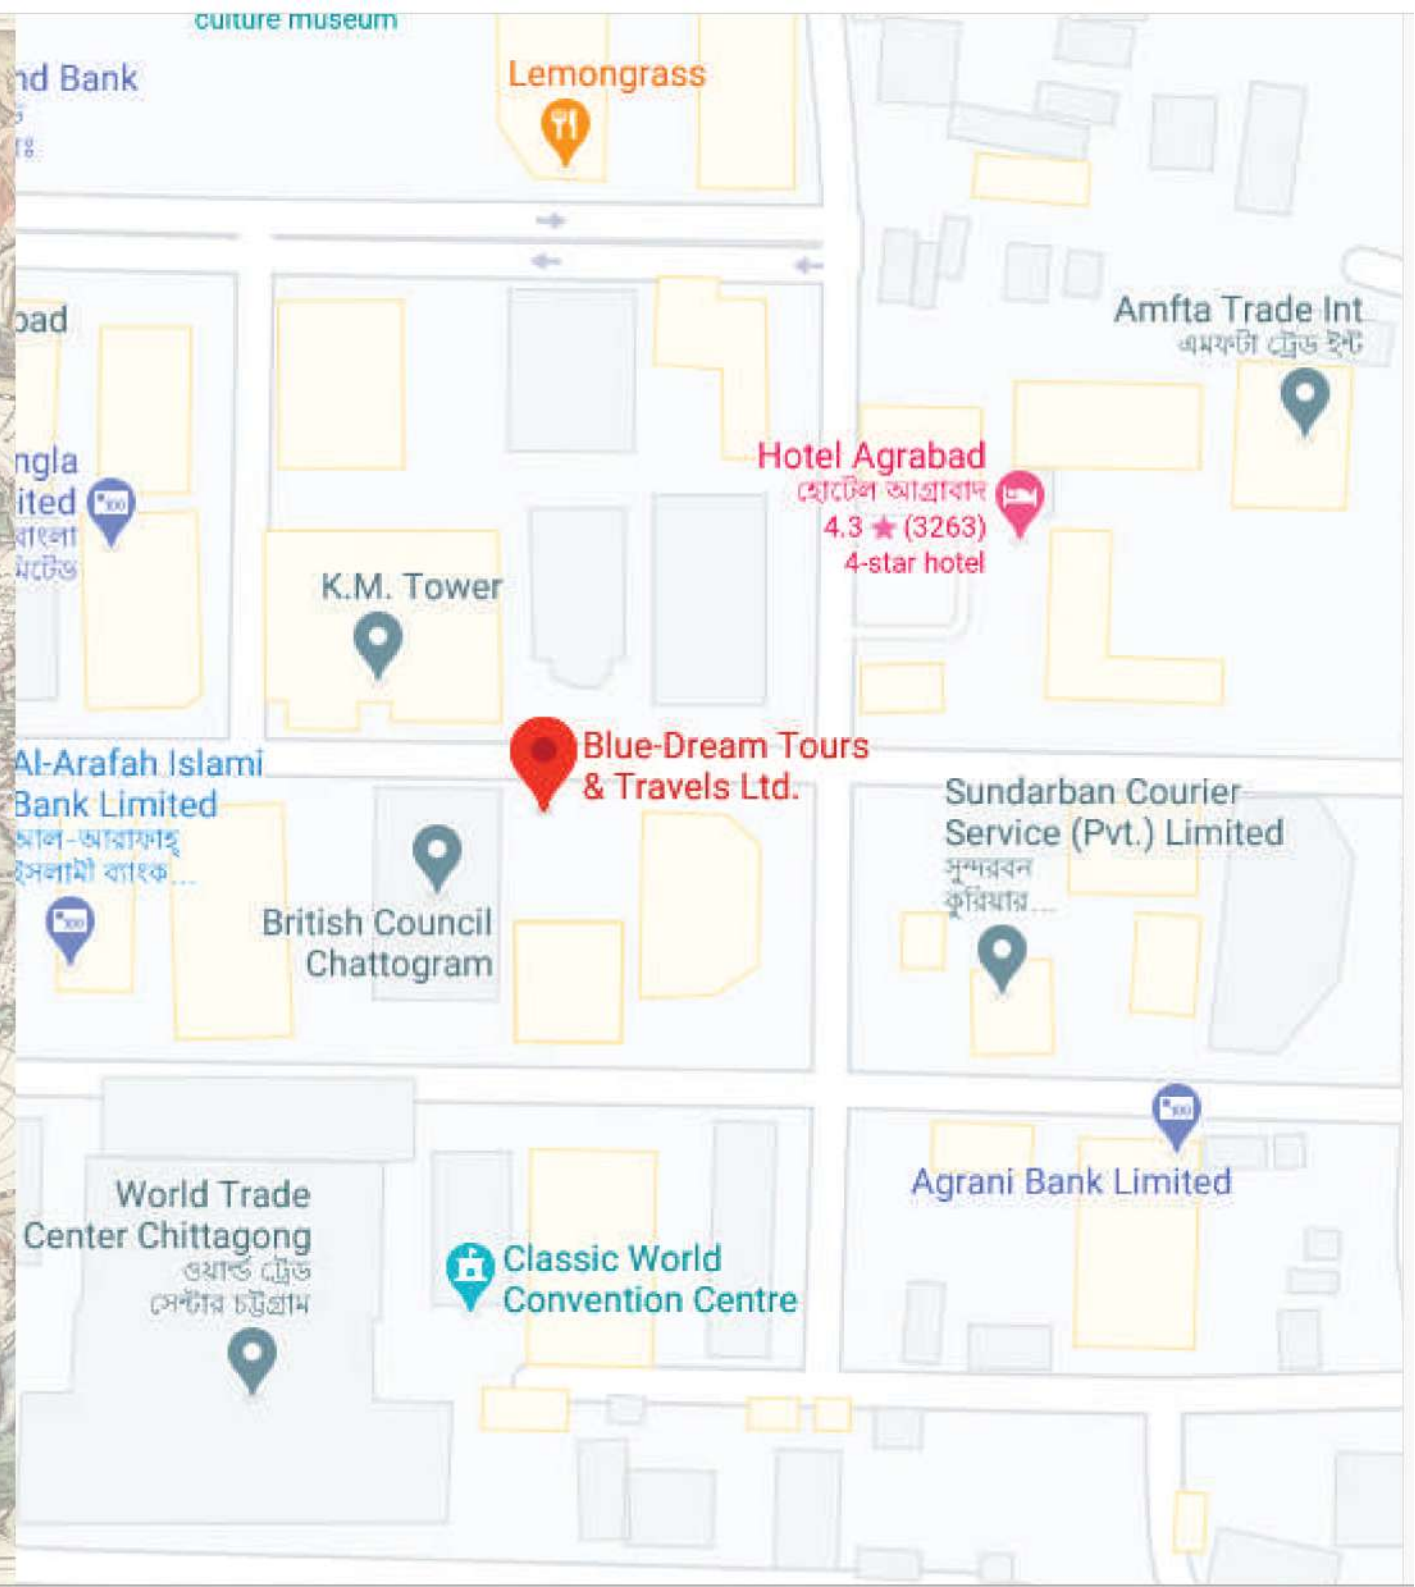 culture museum
nd Bank
Lemongrass
Amfta Trade Int
এমফটা ট্রেড ইন্ট
ngla
ited
বাংলা
মিটেড
Hotel Agrabad
হোটেল আগ্রাবাদ
4.3 ★ (3263)
4-star hotel
K.M. Tower
Blue-Dream Tours
& Travels Ltd.
Al-Arafah Islami
Bank Limited
আল-আরাফাহ্
ইসলামী ব্যাংক...
Sundarban Courier
Service (Pvt.) Limited
সুন্দরবন
কুরিয়ার...
British Council
Chattogram
Agrani Bank Limited
World Trade
Center Chittagong
ওয়ার্ল্ড ট্রেড
সেন্টার চট্টগ্রাম
Classic World
Convention Centre